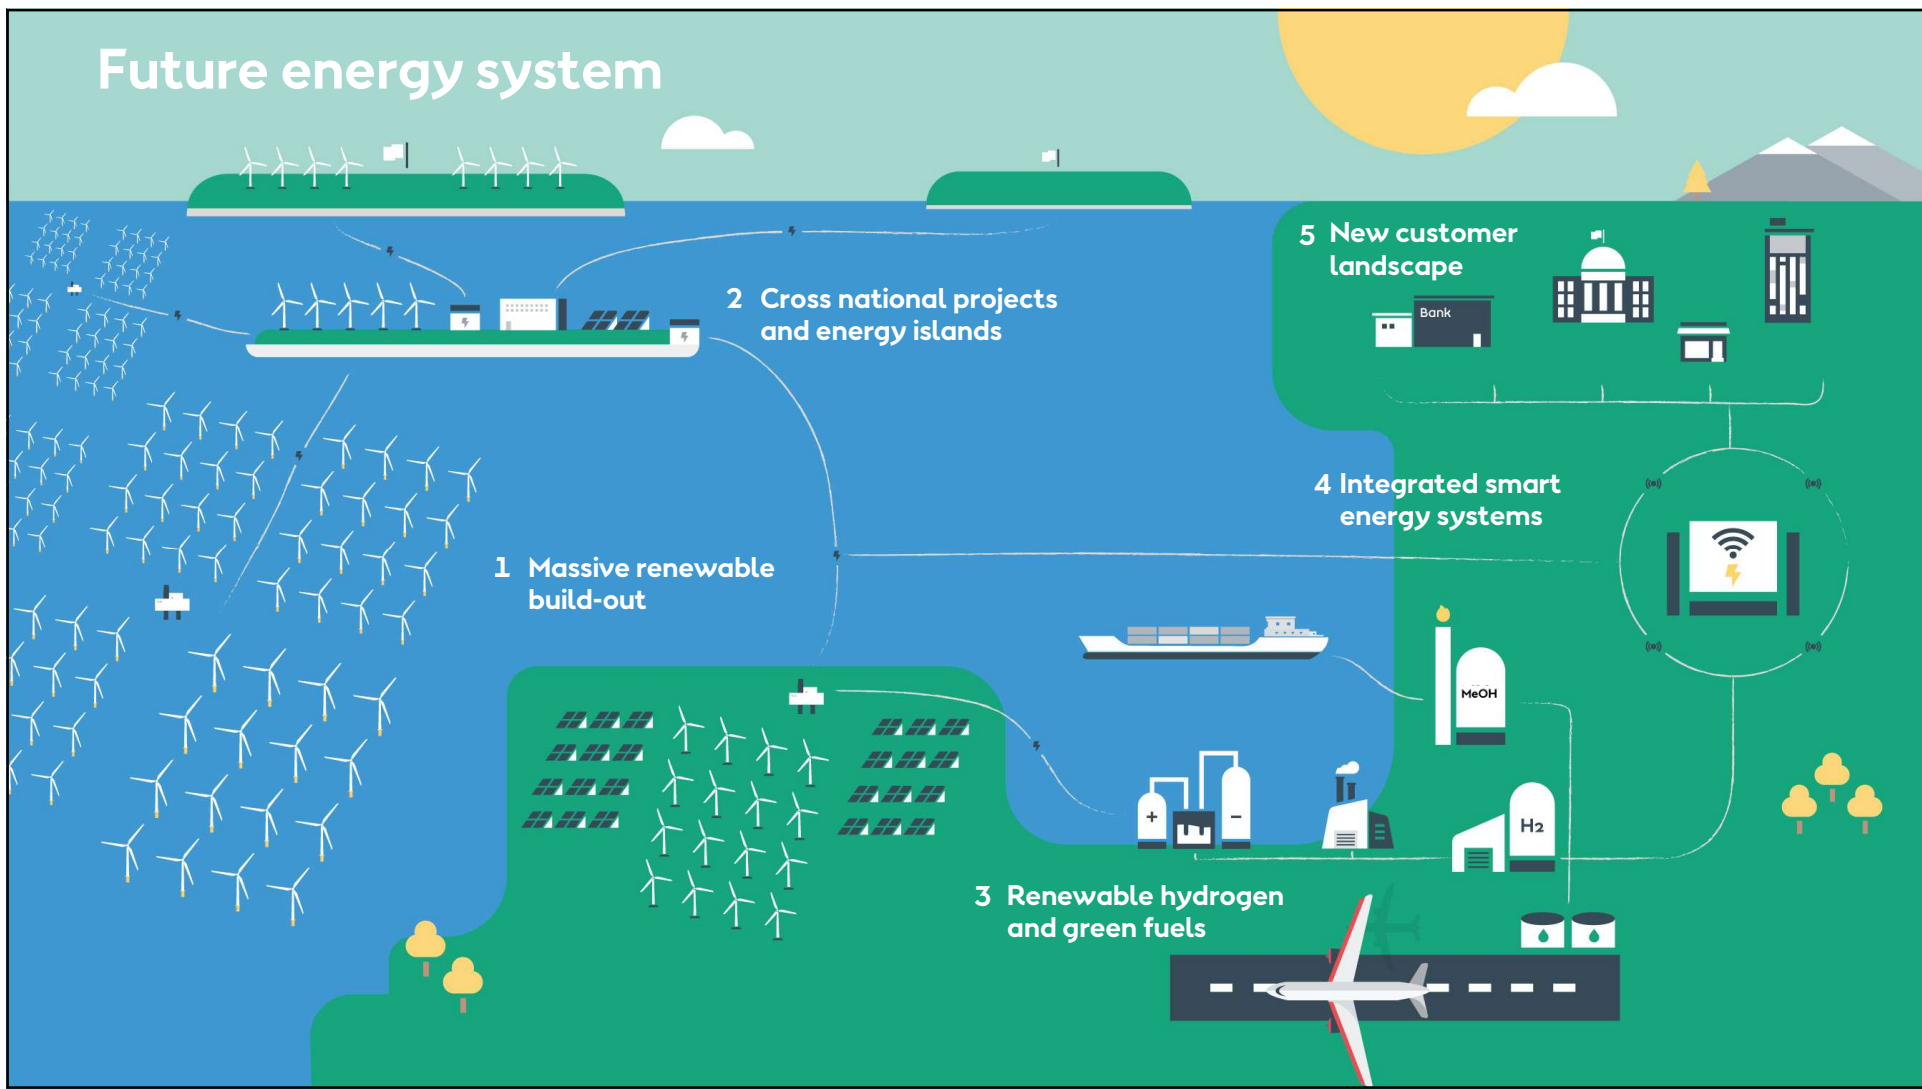 Future energy system
5 New customer
landscape
Bank
2 Cross national projects
and energy islands
4 Integrated smart
energy systems
1 Massive renewable
build-out
MeOH
+ −
H2
3 Renewable hydrogen
and green fuels